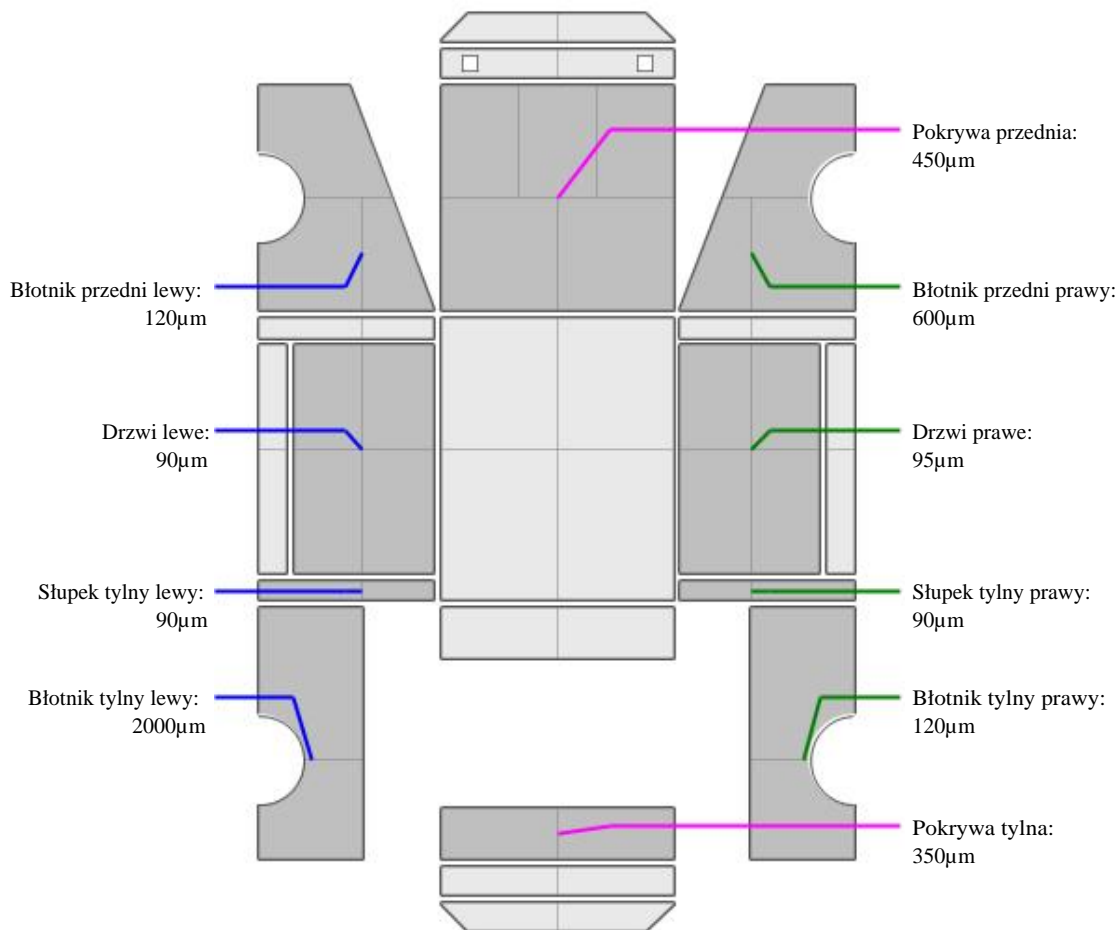 Pokrywa przednia:
450µm
Błotnik przedni lewy:
120µm
Błotnik przedni prawy:
600µm
Drzwi lewe:
90µm
Drzwi prawe:
95µm
Słupek tylny lewy:
90µm
Słupek tylny prawy:
90µm
Błotnik tylny lewy:
2000µm
Błotnik tylny prawy:
120µm
Pokrywa tylna:
350µm